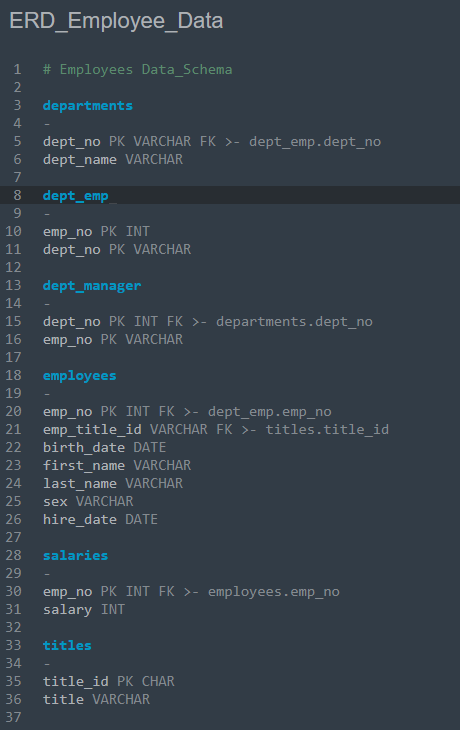 ERD_Employee_Data
1 # Employees Data_Schema
2
3 departments
4 -
5 dept_no PK VARCHAR FK >- dept_emp.dept_no
6 dept_name VARCHAR
7
8 dept_emp
9 -
10 emp_no PK INT
11 dept_no PK VARCHAR
12
13 dept_manager
14 -
15 dept_no PK INT FK >- departments.dept_no
16 emp_no PK VARCHAR
17
18 employees
19 -
20 emp_no PK INT FK >- dept_emp.emp_no
21 emp_title_id VARCHAR FK >- titles.title_id
22 birth_date DATE
23 first_name VARCHAR
24 last_name VARCHAR
25 sex VARCHAR
26 hire_date DATE
27
28 salaries
29 -
30 emp_no PK INT FK >- employees.emp_no
31 salary INT
32
33 titles
34 -
35 title_id PK CHAR
36 title VARCHAR
37